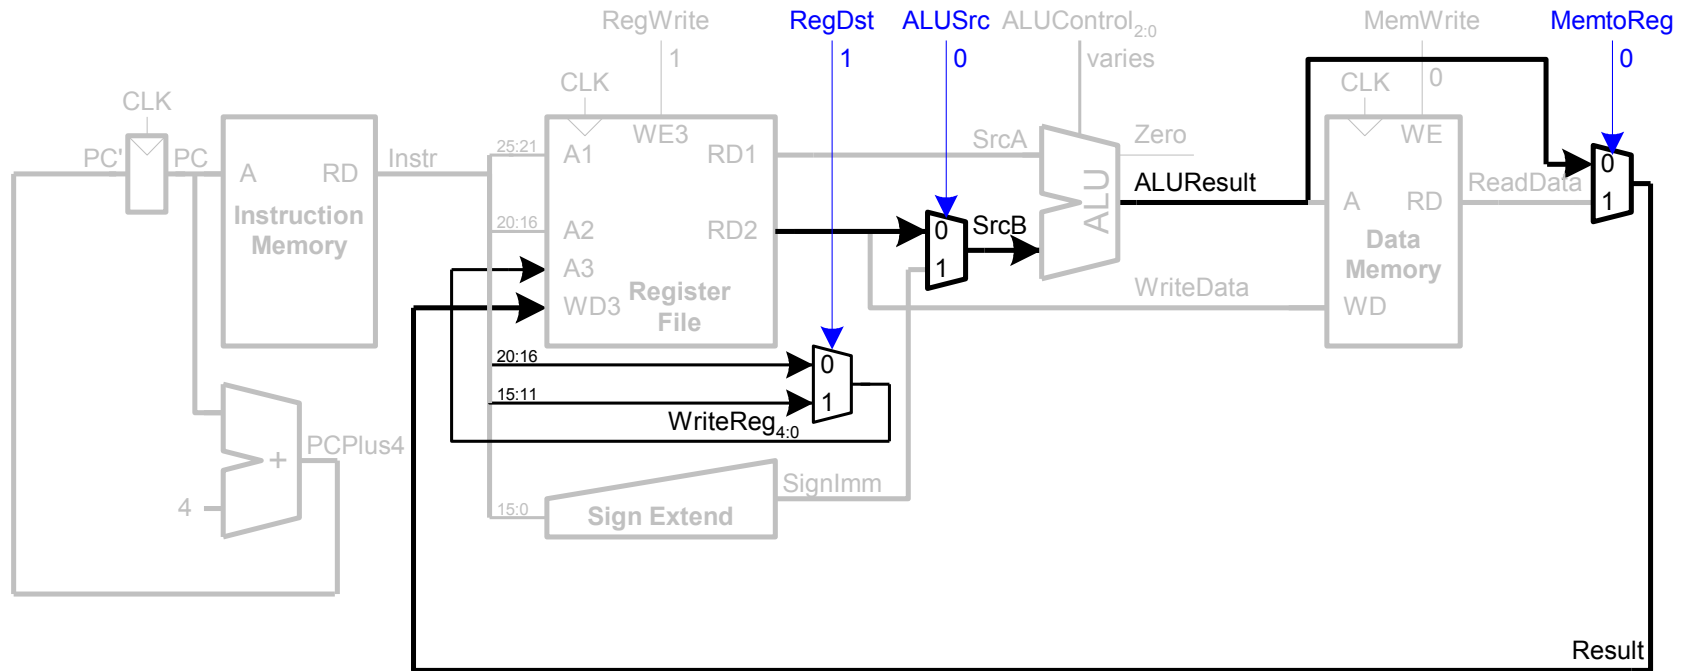 RegWrite RegDst ALUSrc ALUControl2:0 MemWrite MemtoReg
1 1 0 varies 0 0
CLK CLK CLK
WE3 WE
PC' PC A RD Instr 25:21 A1 RD1 SrcA Zero
Instruction
Memory
20:16 A2 RD2 0 SrcB ALU ALUResult A RD ReadData 0
1 1
A3
Data
Memory
WD3 Register
File
WriteData WD
20:16 0
15:11 1
WriteReg4:0
PCPlus4
+
4
SignImm
15:0 Sign Extend
Result